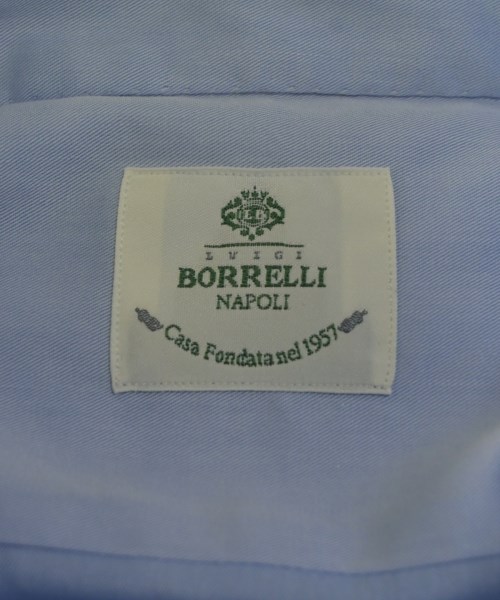 LUIGI
BORRELLI
NAPOLI
Casa Fondata nel 1957